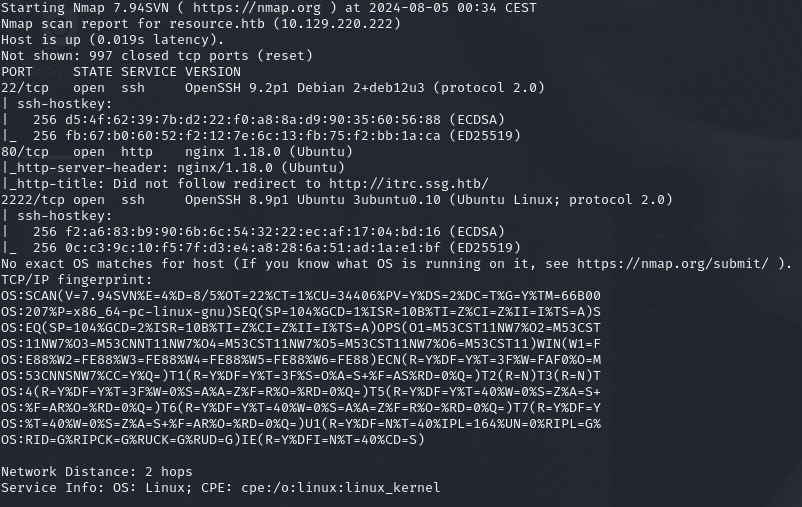 Starting Nmap 7.94SVN ( https://nmap.org ) at 2024-08-05 00:34 CEST
Nmap scan report for resource.htb (10.129.220.222)
Host is up (0.019s latency).
Not shown: 997 closed tcp ports (reset)
PORT     STATE SERVICE VERSION
22/tcp   open  ssh     OpenSSH 9.2p1 Debian 2+deb12u3 (protocol 2.0)
| ssh-hostkey:
|   256 d5:4f:62:39:7b:d2:22:f0:a8:8a:d9:90:35:60:56:88 (ECDSA)
|_  256 fb:67:b0:60:52:f2:12:7e:6c:13:fb:75:f2:bb:1a:ca (ED25519)
80/tcp   open  http    nginx 1.18.0 (Ubuntu)
|_http-server-header: nginx/1.18.0 (Ubuntu)
|_http-title: Did not follow redirect to http://itrc.ssg.htb/
2222/tcp open  ssh     OpenSSH 8.9p1 Ubuntu 3ubuntu0.10 (Ubuntu Linux; protocol 2.0)
| ssh-hostkey:
|   256 f2:a6:83:b9:90:6b:6c:54:32:22:ec:af:17:04:bd:16 (ECDSA)
|_  256 0c:c3:9c:10:f5:7f:d3:e4:a8:28:6a:51:ad:1a:e1:bf (ED25519)
No exact OS matches for host (If you know what OS is running on it, see https://nmap.org/submit/ ).
TCP/IP fingerprint:
OS:SCAN(V=7.94SVN%E=4%D=8/5%OT=22%CT=1%CU=34406%PV=Y%DS=2%DC=T%G=Y%TM=66B00
OS:207%P=x86_64-pc-linux-gnu)SEQ(SP=104%GCD=1%ISR=10B%TI=Z%CI=Z%II=I%TS=A)S
OS:EQ(SP=104%GCD=2%ISR=10B%TI=Z%CI=Z%II=I%TS=A)OPS(O1=M53CST11NW7%O2=M53CST
OS:11NW7%O3=M53CNNT11NW7%O4=M53CST11NW7%O5=M53CST11NW7%O6=M53CST11)WIN(W1=F
OS:E88%W2=FE88%W3=FE88%W4=FE88%W5=FE88%W6=FE88)ECN(R=Y%DF=Y%T=3F%W=FAF0%O=M
OS:53CNNSNW7%CC=Y%Q=)T1(R=Y%DF=Y%T=3F%S=O%A=S+%F=AS%RD=0%Q=)T2(R=N)T3(R=N)T
OS:4(R=Y%DF=Y%T=3F%W=0%S=A%A=Z%F=R%O=%RD=0%Q=)T5(R=Y%DF=Y%T=40%W=0%S=Z%A=S+
OS:%F=AR%O=%RD=0%Q=)T6(R=Y%DF=Y%T=40%W=0%S=A%A=Z%F=R%O=%RD=0%Q=)T7(R=Y%DF=Y
OS:%T=40%W=0%S=Z%A=S+%F=AR%O=%RD=0%Q=)U1(R=Y%DF=N%T=40%IPL=164%UN=0%RIPL=G%
OS:RID=G%RIPCK=G%RUCK=G%RUD=G)IE(R=Y%DFI=N%T=40%CD=S)
Network Distance: 2 hops
Service Info: OS: Linux; CPE: cpe:/o:linux:linux_kernel